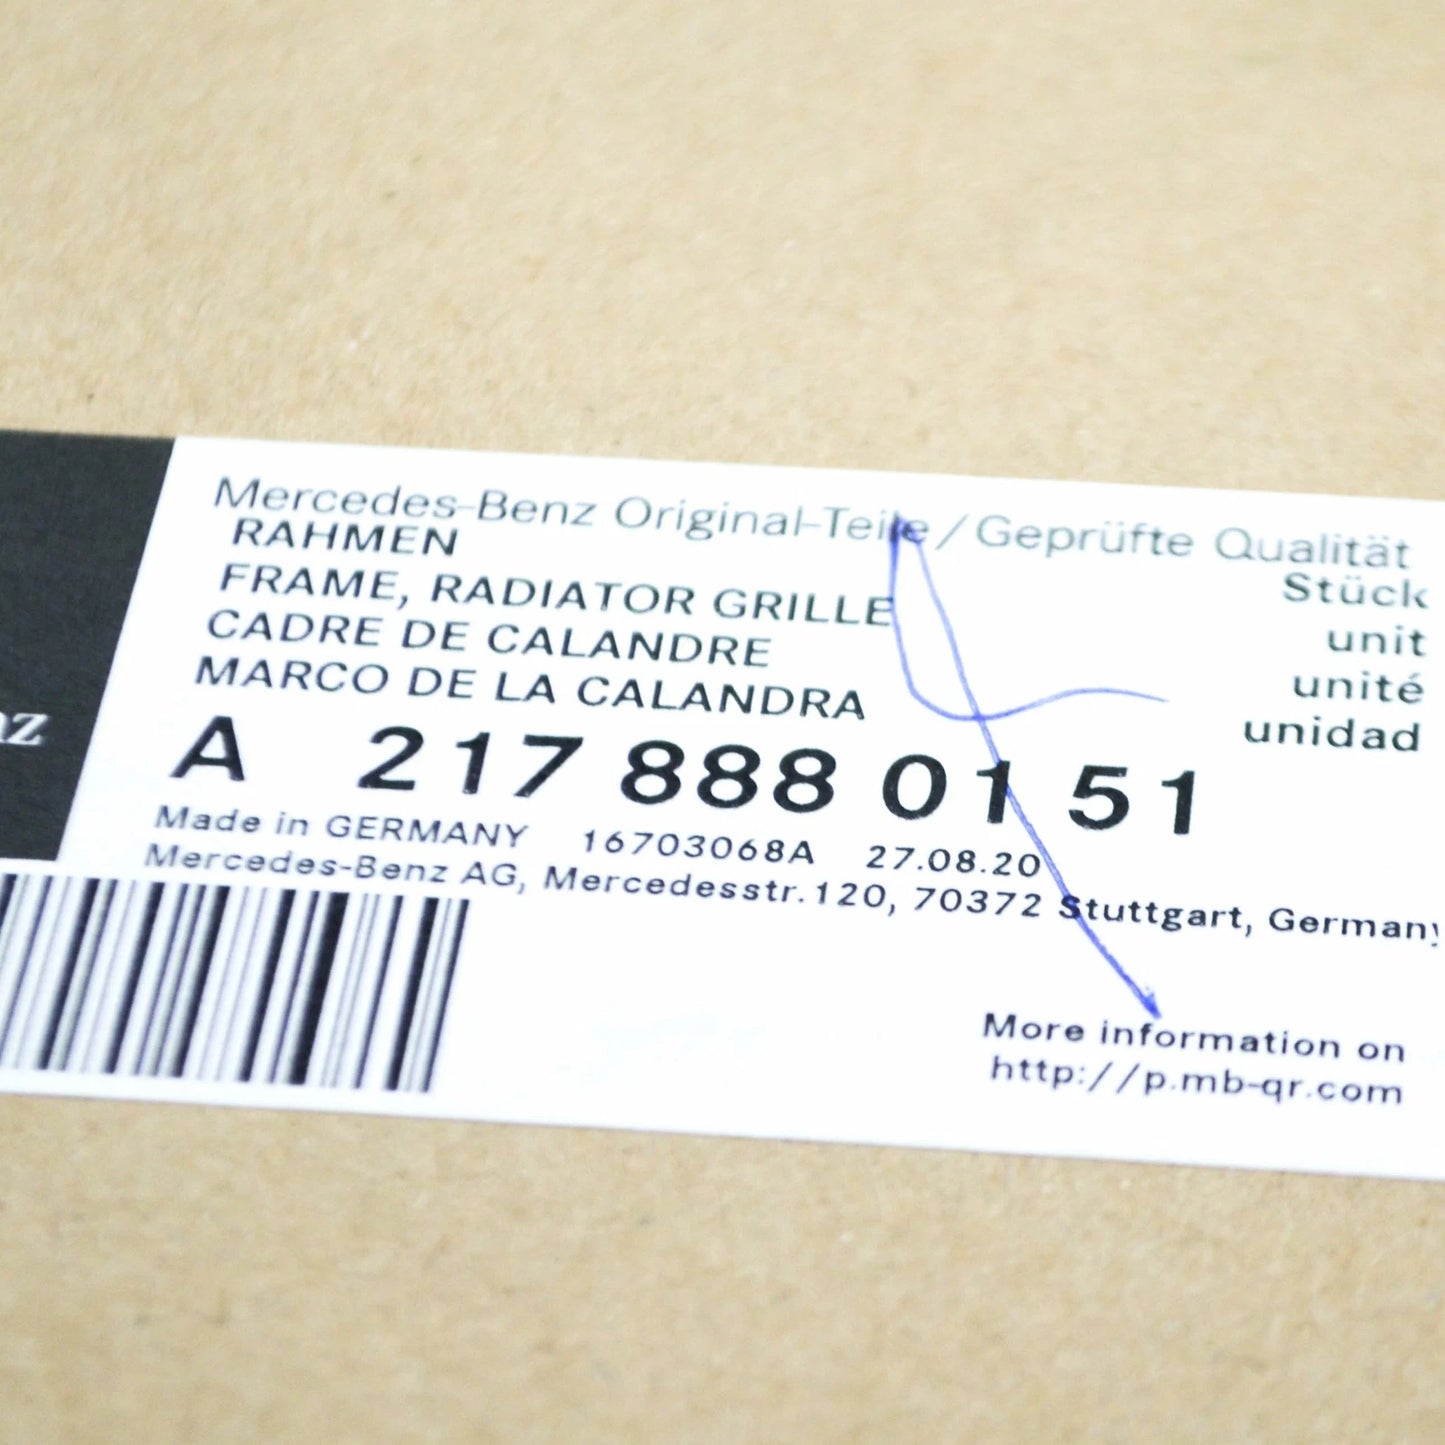 Mercedes-Benz Original-Teile / Geprüfte Qualität
RAHMEN
FRAME, RADIATOR GRILLE
CADRE DE CALANDRE
MARCO DE LA CALANDRA
Stück
unit
unité
unidad
A 217 888 01 51
Made in GERMANY 16703068A 27.08.20
Mercedes-Benz AG, Mercedesstr.120, 70372 Stuttgart, Germany
More information on
http://p.mb-qr.com